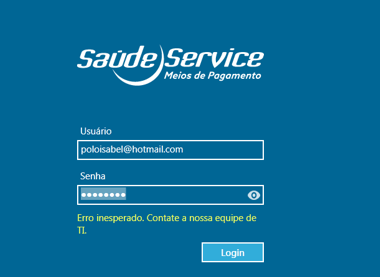 Saúde Service
Meios de Pagamento
Usuário
poloisabel@hotmail.com
Senha
Erro inesperado. Contate a nossa equipe de
TI.
Login